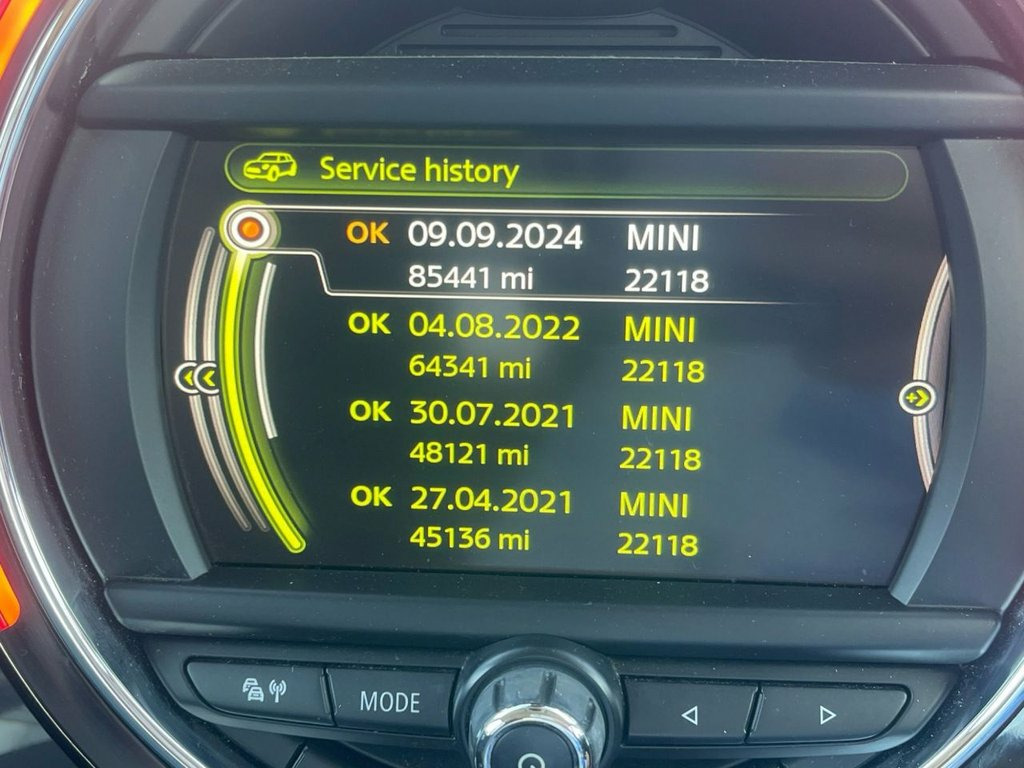 Service history
OK 09.09.2024 MINI
85441 mi 22118
OK 04.08.2022 MINI
64341 mi 22118
OK 30.07.2021 MINI
48121 mi 22118
OK 27.04.2021 MINI
45136 mi 22118
MODE